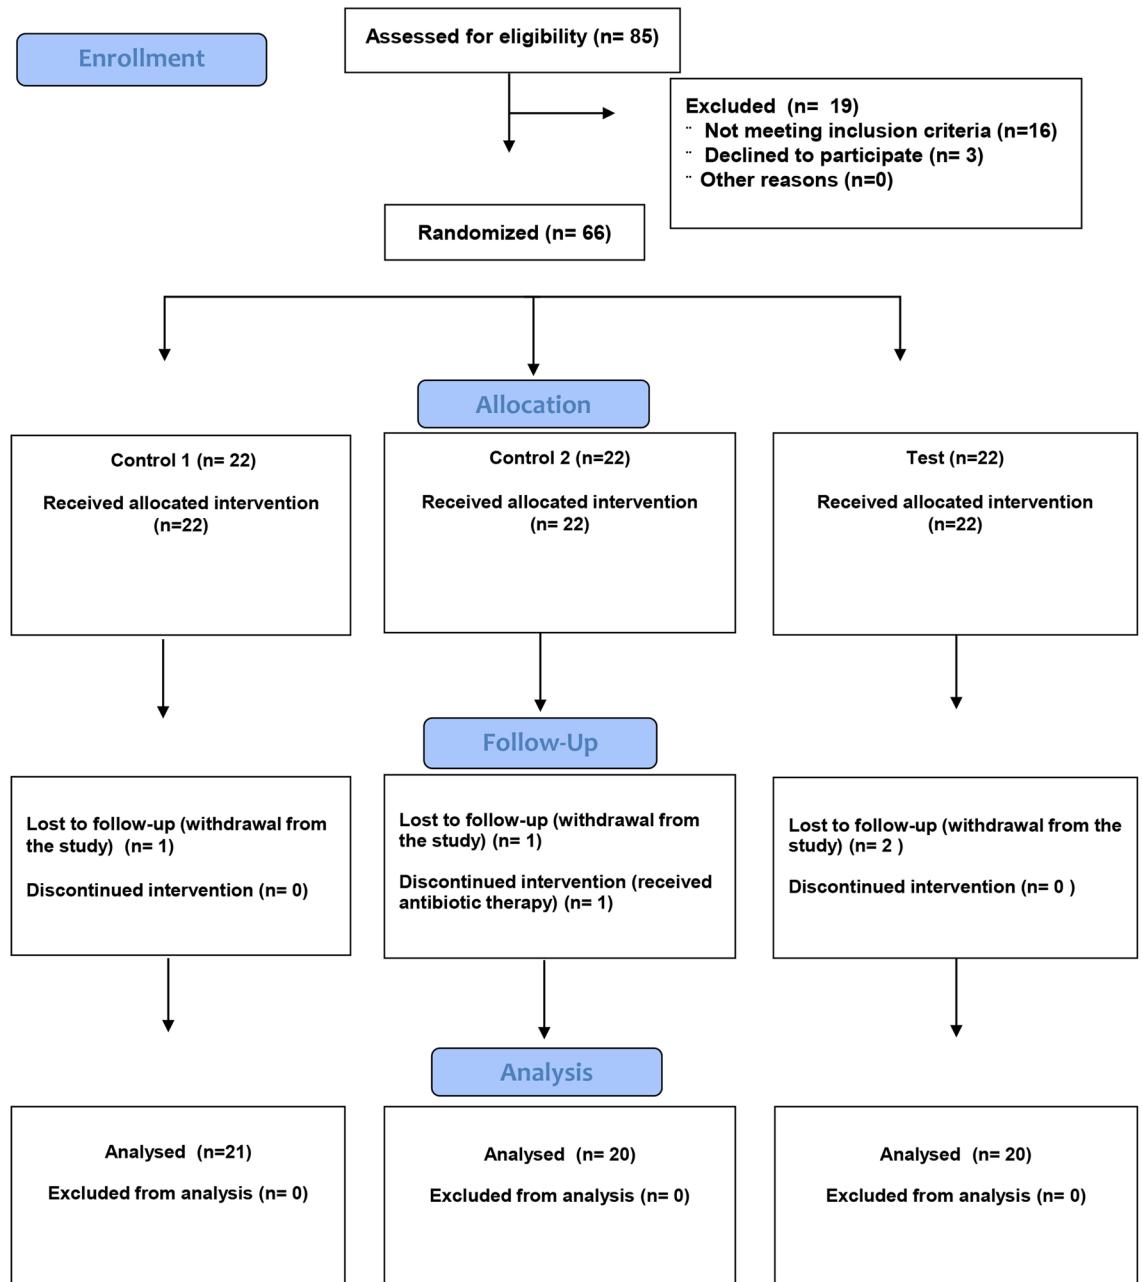 Assessed for eligibility (n= 85)
Enrollment
Excluded  (n=  19)
¨  Not meeting inclusion criteria (n=16)
¨  Declined to participate (n= 3)
¨  Other reasons (n=0)
Randomized (n= 66)
Allocation
Control 1 (n= 22)
Received allocated intervention
(n=22)
Control 2 (n=22)
Received allocated intervention
(n= 22)
Test (n=22)
Received allocated intervention
(n=22)
Follow-Up
Lost to follow-up (withdrawal from
the study)  (n= 1)
Discontinued intervention (n= 0)
Lost to follow-up (withdrawal from
the study) (n= 1)
Discontinued intervention (received
antibiotic therapy) (n= 1)
Lost to follow-up (withdrawal from the
study) (n= 2 )
Discontinued intervention (n= 0 )
Analysis
Analysed  (n=21)
Excluded from analysis (n= 0)
Analysed  (n= 20)
Excluded from analysis (n= 0)
Analysed  (n= 20)
Excluded from analysis (n= 0)